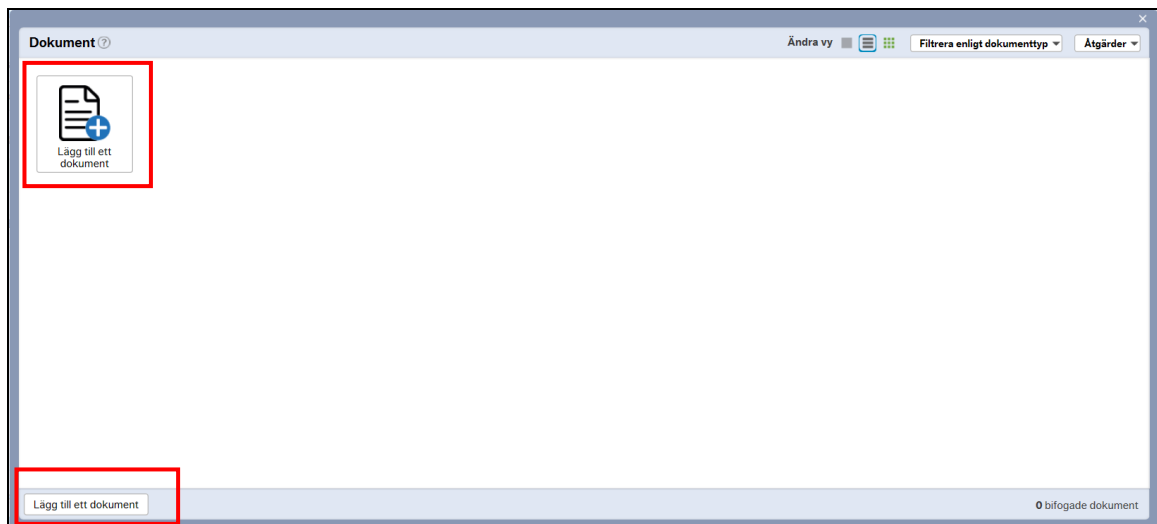 Dokument
Ändra vy
Filtrera enligt dokumenttyp
Åtgärder
Lägg till ett
dokument
Lägg till ett dokument
0 bifogade dokument